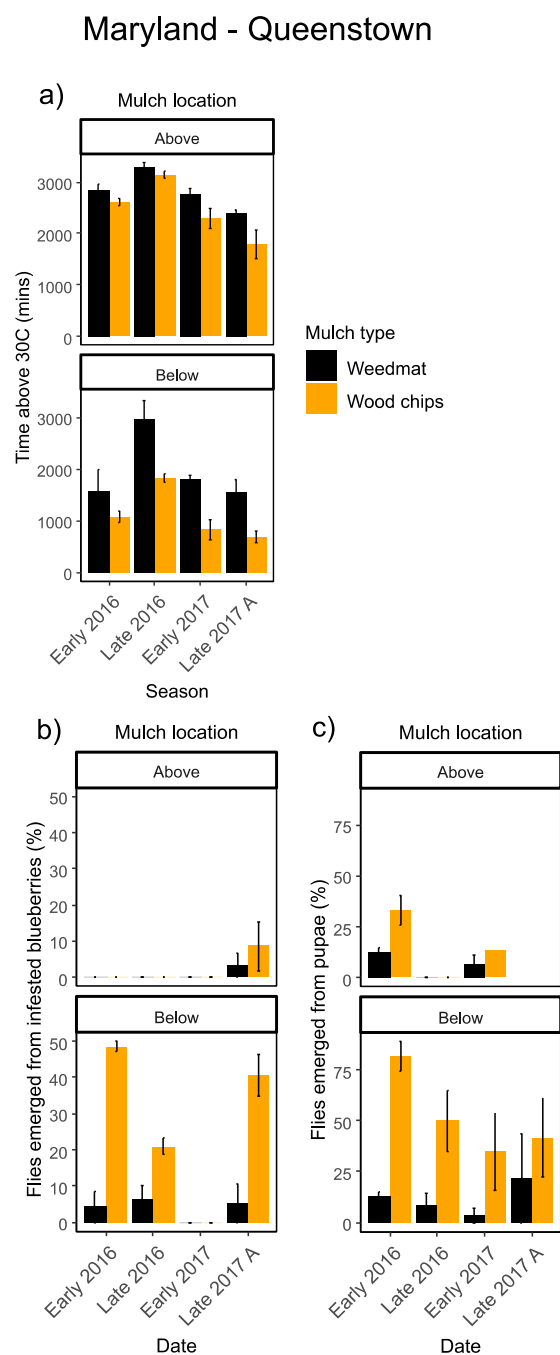 Maryland - Queenstown
a)
Mulch location
Above
3000
2000
1000
0
Time above 30C (mins)
Below
3000
2000
1000
0
Early 2016
Late 2016
Early 2017
Late 2017 A
Season
Mulch type
Weedmat
Wood chips
b)
Mulch location
Above
50
40
30
20
10
0
Flies emerged from infested blueberries (%)
Below
50
40
30
20
10
0
Early 2016
Late 2016
Early 2017
Late 2017 A
Date
c)
Mulch location
Above
75
50
25
0
Flies emerged from pupae (%)
Below
75
50
25
0
Early 2016
Late 2016
Early 2017
Late 2017 A
Date